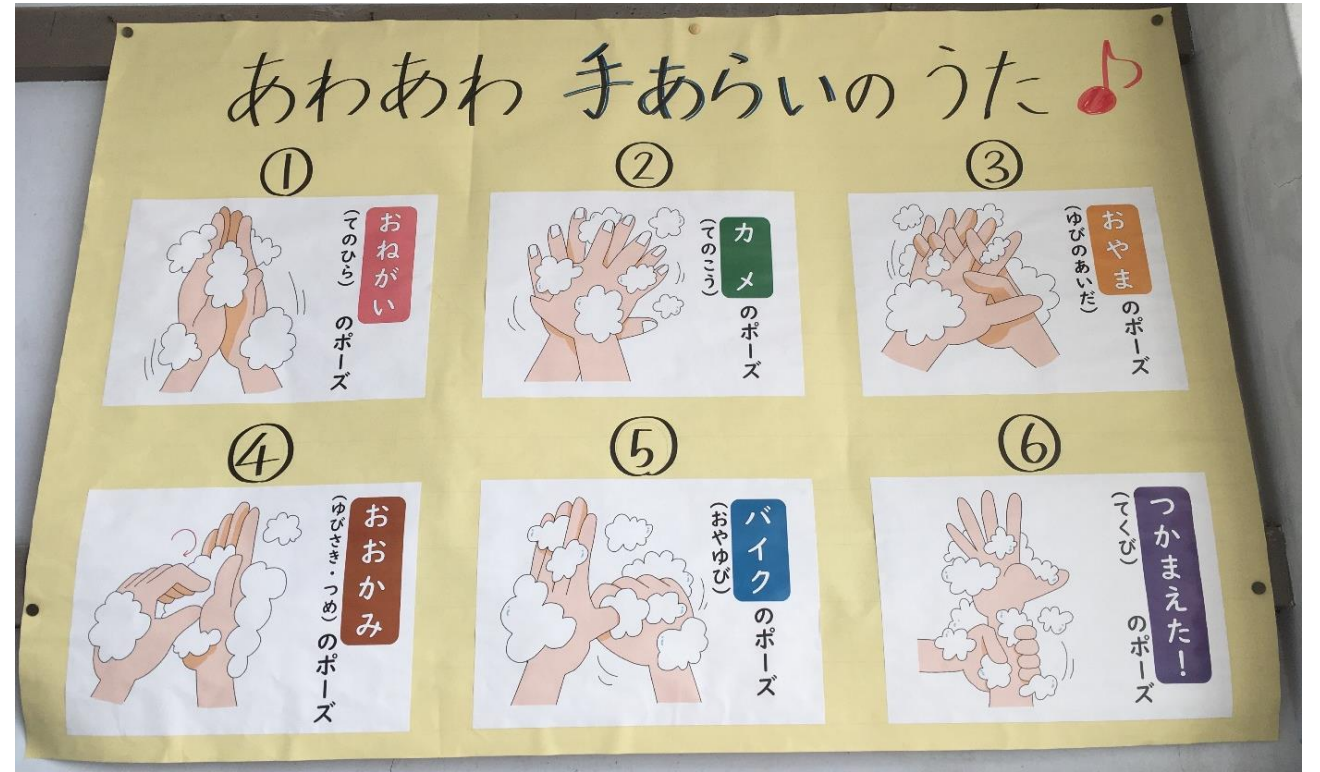 あわあわ 手あらいのうた♪
①
おねがいのポーズ
(てのひら)
②
カメのポーズ
(てのこう)
③
おやまのポーズ
(ゆびのあいだ)
④
おおかみのポーズ
(ゆびさき・つめ)
⑤
バイクのポーズ
(おやゆび)
⑥
つかまえた!のポーズ
(てくび)